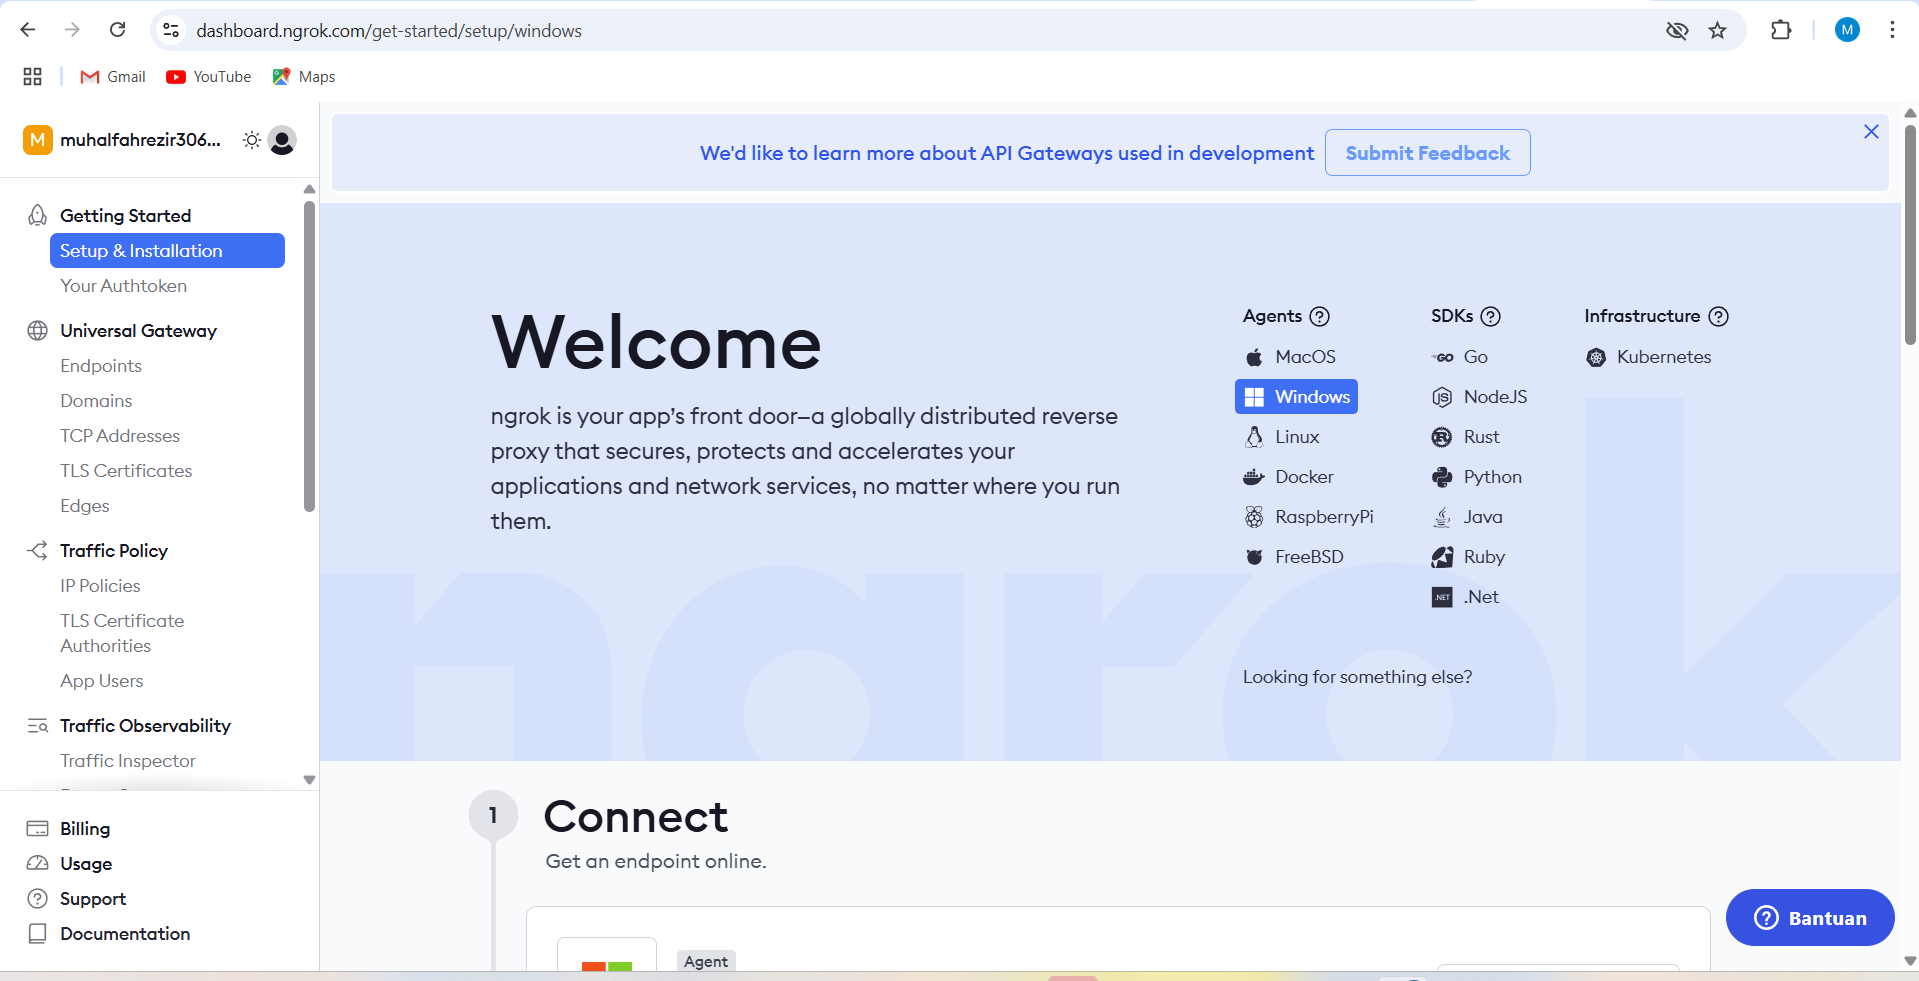 dashboard.ngrok.com/get-started/setup/windows
M
Gmail
YouTube
Maps
M
muhalfahrezir306...
We'd like to learn more about API Gateways used in development
Submit Feedback
Getting Started
Setup & Installation
Your Authtoken
Universal Gateway
Endpoints
Domains
TCP Addresses
TLS Certificates
Edges
Traffic Policy
IP Policies
TLS Certificate
Authorities
App Users
Traffic Observability
Traffic Inspector
Billing
Usage
Support
Documentation
Welcome
ngrok is your app's front door—a globally distributed reverse
proxy that secures, protects and accelerates your
applications and network services, no matter where you run
them.
Agents
MacOS
Windows
Linux
Docker
RaspberryPi
FreeBSD
SDKs
GO Go
JS NodeJS
Rust
Python
Java
Ruby
.NET .Net
Infrastructure
Kubernetes
Looking for something else?
ngrok
1
Connect
Get an endpoint online.
Agent
Bantuan